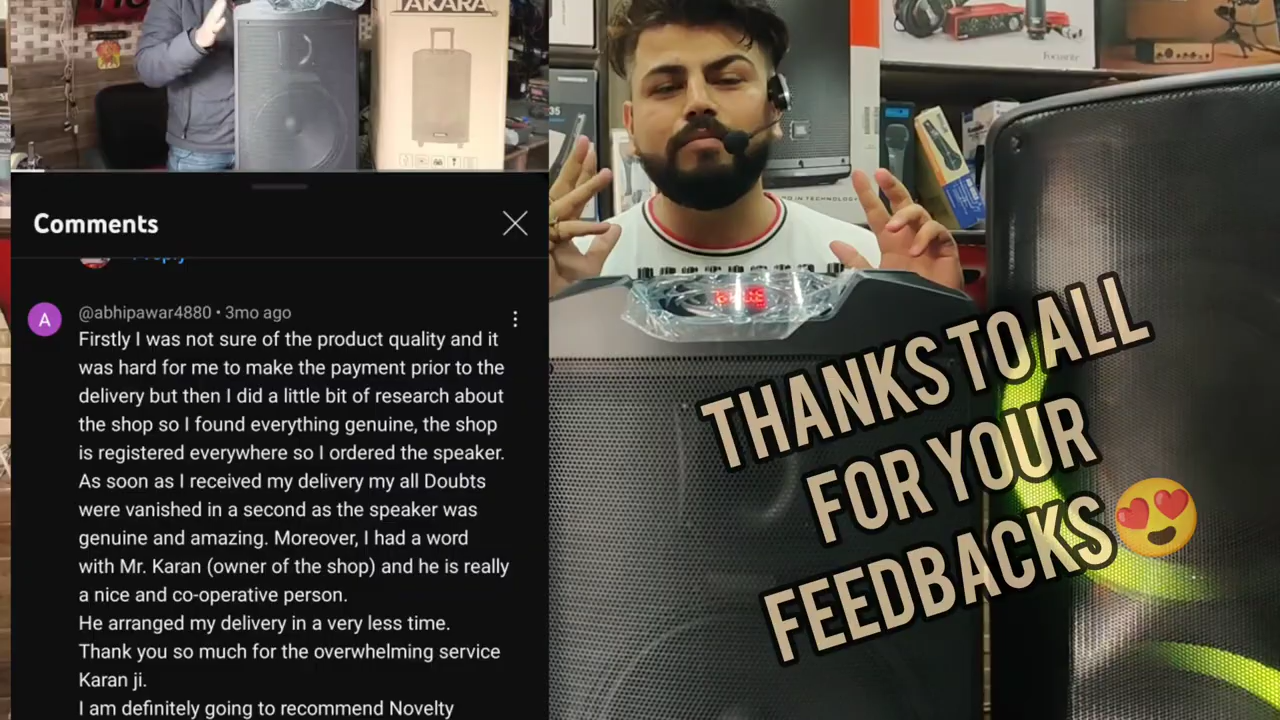 TAKARA
Comments
@abhipawar4880 • 3mo ago
A
Firstly I was not sure of the product quality and it
was hard for me to make the payment prior to the
delivery but then I did a little bit of research about
the shop so I found everything genuine, the shop
is registered everywhere so I ordered the speaker.
As soon as I received my delivery my all Doubts
were vanished in a second as the speaker was
genuine and amazing. Moreover, I had a word
with Mr. Karan (owner of the shop) and he is really
a nice and co-operative person.
He arranged my delivery in a very less time.
Thank you so much for the overwhelming service
Karan ji.
I am definitely going to recommend Novelty
Focusrite
THANKS TO ALL
FOR YOUR
FEEDBACKS